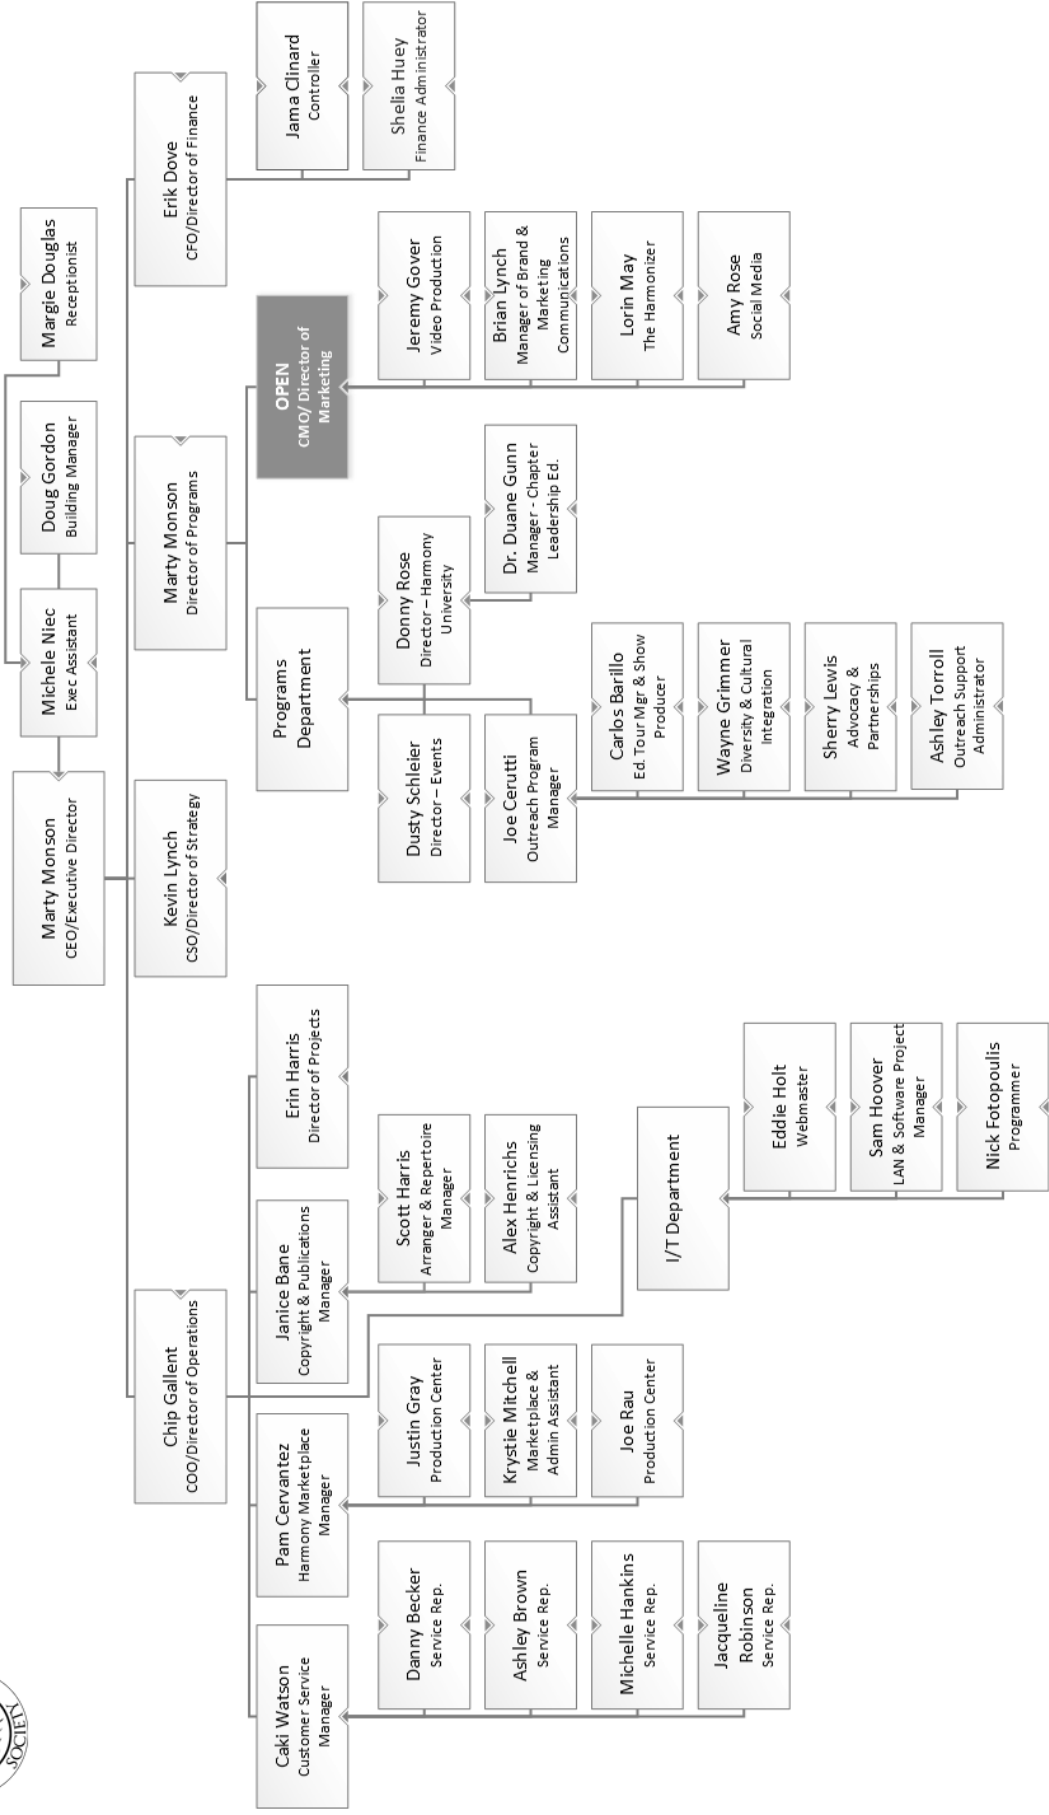 SOCIETY
Marty Monson
CEO/Executive Director
Michele Niec
Exec Assistant
Doug Gordon
Building Manager
Margie Douglas
Receptionist
Chip Gallent
COO/Director of Operations
Kevin Lynch
CSO/Director of Strategy
Marty Monson
Director of Programs
Erik Dove
CFO/Director of Finance
Caki Watson
Customer Service
Manager
Pam Cervantez
Harmony Marketplace
Manager
Janice Bane
Copyright & Publications
Manager
Erin Harris
Director of Projects
Programs
Department
OPEN
CMO/ Director of
Marketing
Jama Clinard
Controller
Shelia Huey
Finance Administrator
Danny Becker
Service Rep.
Ashley Brown
Service Rep.
Michelle Hankins
Service Rep.
Jacqueline
Robinson
Service Rep.
Justin Gray
Production Center
Krystie Mitchell
Marketplace &
Admin Assistant
Joe Rau
Production Center
Scott Harris
Arranger & Repertoire
Manager
Alex Henrichs
Copyright & Licensing
Assistant
I/T Department
Eddie Holt
Webmaster
Sam Hoover
LAN & Software Project
Manager
Nick Fotopoulis
Programmer
Dusty Schleier
Director – Events
Joe Cerutti
Outreach Program
Manager
Donny Rose
Director – Harmony
University
Dr. Duane Gunn
Manager - Chapter
Leadership Ed.
Carlos Barillo
Ed. Tour Mgr & Show
Producer
Wayne Grimmer
Diversity & Cultural
Integration
Sherry Lewis
Advocacy &
Partnerships
Ashley Torroll
Outreach Support
Administrator
Jeremy Gover
Video Production
Brian Lynch
Manager of Brand &
Marketing
Communications
Lorin May
The Harmonizer
Amy Rose
Social Media